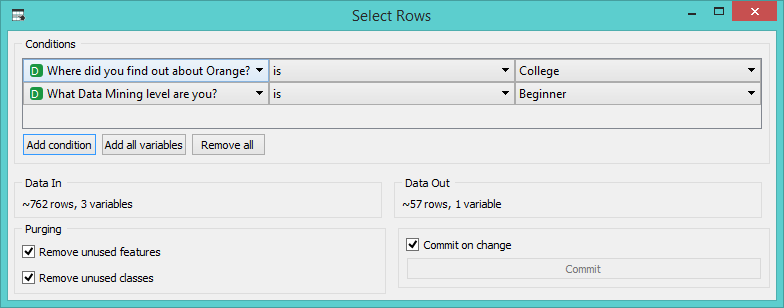 Select Rows
Conditions
D Where did you find out about Orange? is College
D What Data Mining level are you? is Beginner
Add condition Add all variables Remove all
Data In Data Out
~762 rows, 3 variables ~57 rows, 1 variable
Purging
Remove unused features Commit on change
Remove unused classes Commit